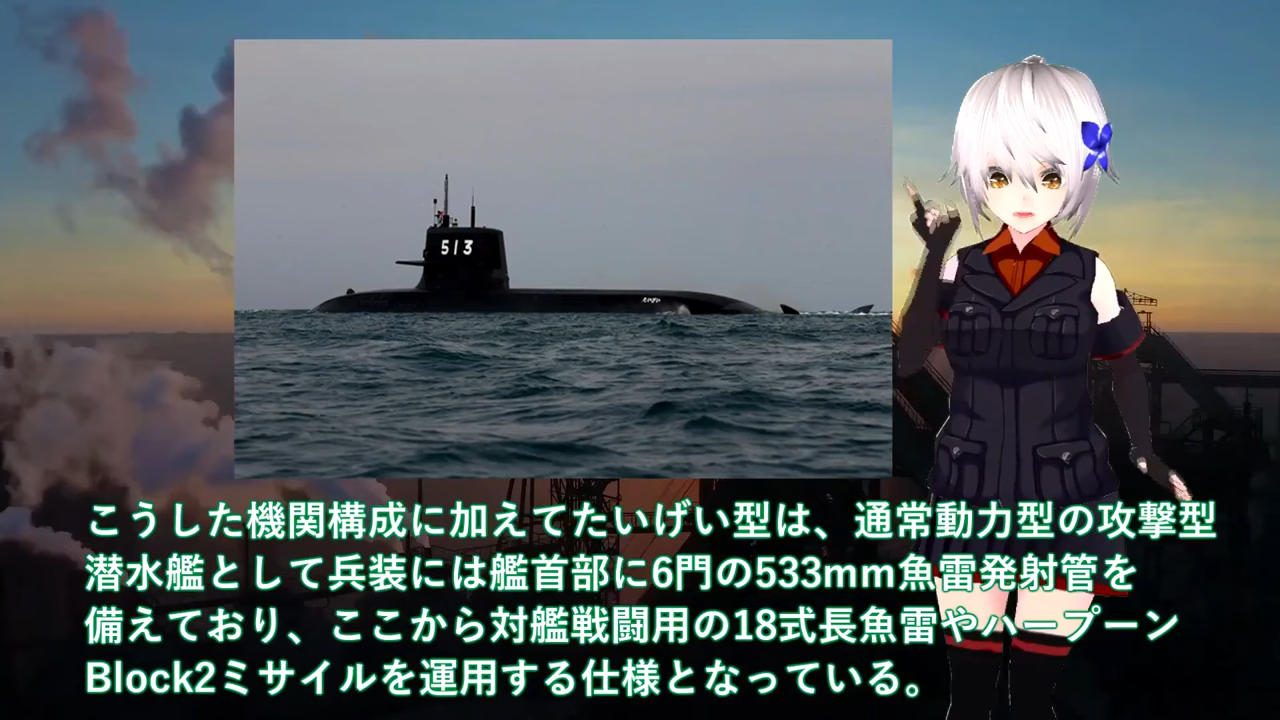 513
こうした機関構成に加えてたいげい型は、通常動力型の攻撃型
潜水艦として兵装には艦首部に6門の533mm魚雷発射管を
備えており、ここから対艦戦闘用の18式長魚雷やハープーン
Block2ミサイルを運用する仕様となっている。